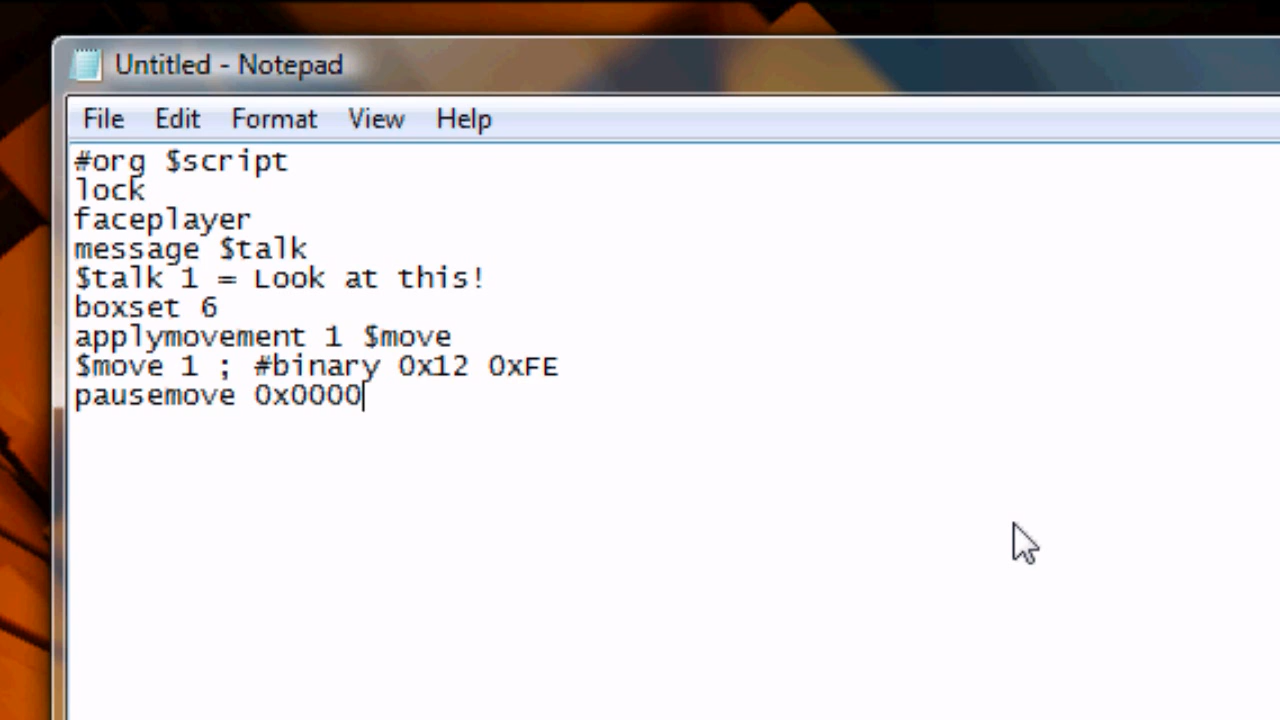 Untitled - Notepad
File Edit Format View Help
#org $script
lock
faceplayer
message $talk
$talk 1 = Look at this!
boxset 6
applymovement 1 $move
$move 1 ; #binary 0x12 0xFE
pausemove 0x0000